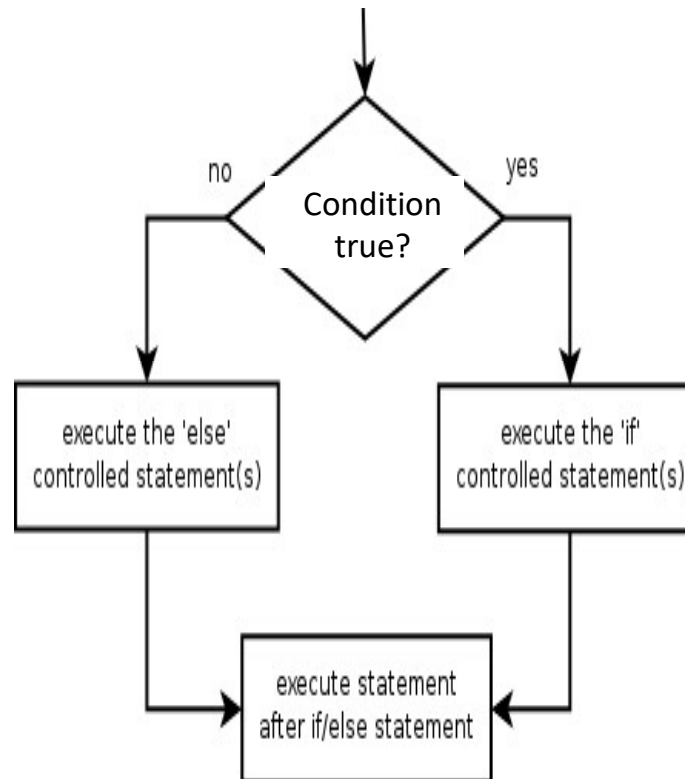 no
yes
Condition
true?
execute the 'else'
controlled statement(s)
execute the 'if'
controlled statement(s)
execute statement
after if/else statement